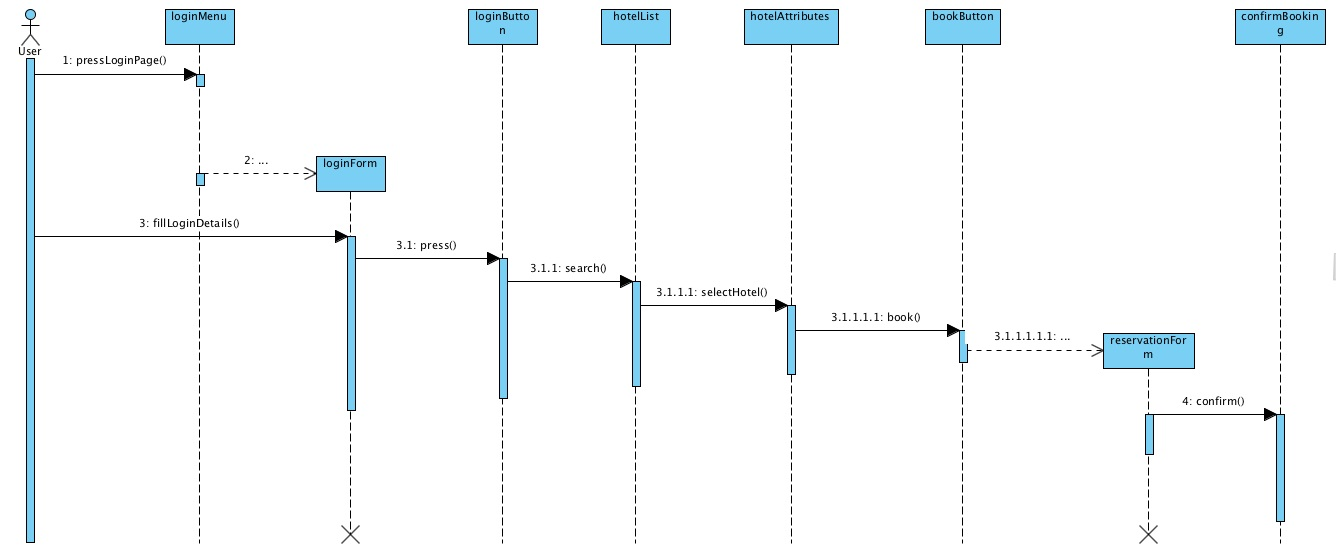 loginMenu
loginButto
n
hotelList
hotelAttributes
bookButton
confirmBookin
g
User
1: pressLoginPage()
2: ...
loginForm
3: fillLoginDetails()
3.1: press()
3.1.1: search()
3.1.1.1: selectHotel()
3.1.1.1.1: book()
3.1.1.1.1.1: ...
reservationFor
m
4: confirm()